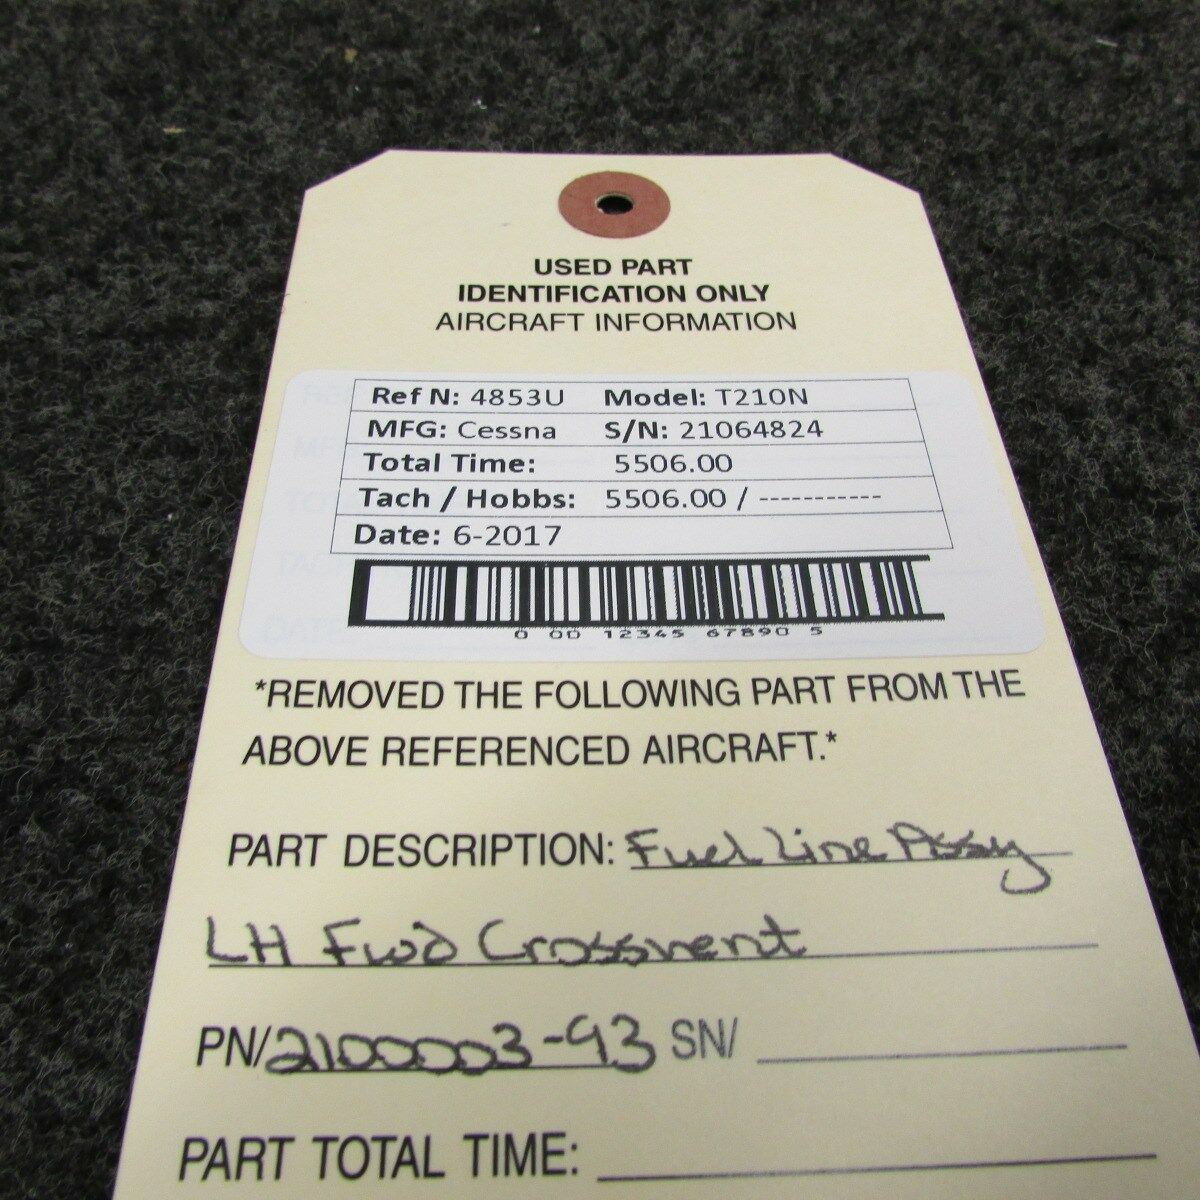 USED PART
IDENTIFICATION ONLY
AIRCRAFT INFORMATION
Ref N: 4853U Model: T210N
MFG: Cessna S/N: 21064824
Total Time: 5506.00
Tach / Hobbs: 5506.00 / -----------
Date: 6-2017
0 00 12345 67890 5
*REMOVED THE FOLLOWING PART FROM THE
ABOVE REFERENCED AIRCRAFT.*
PART DESCRIPTION: Fuel Line Assy
LH Fwd Crossvent
PN/2100003-93 SN/
PART TOTAL TIME: